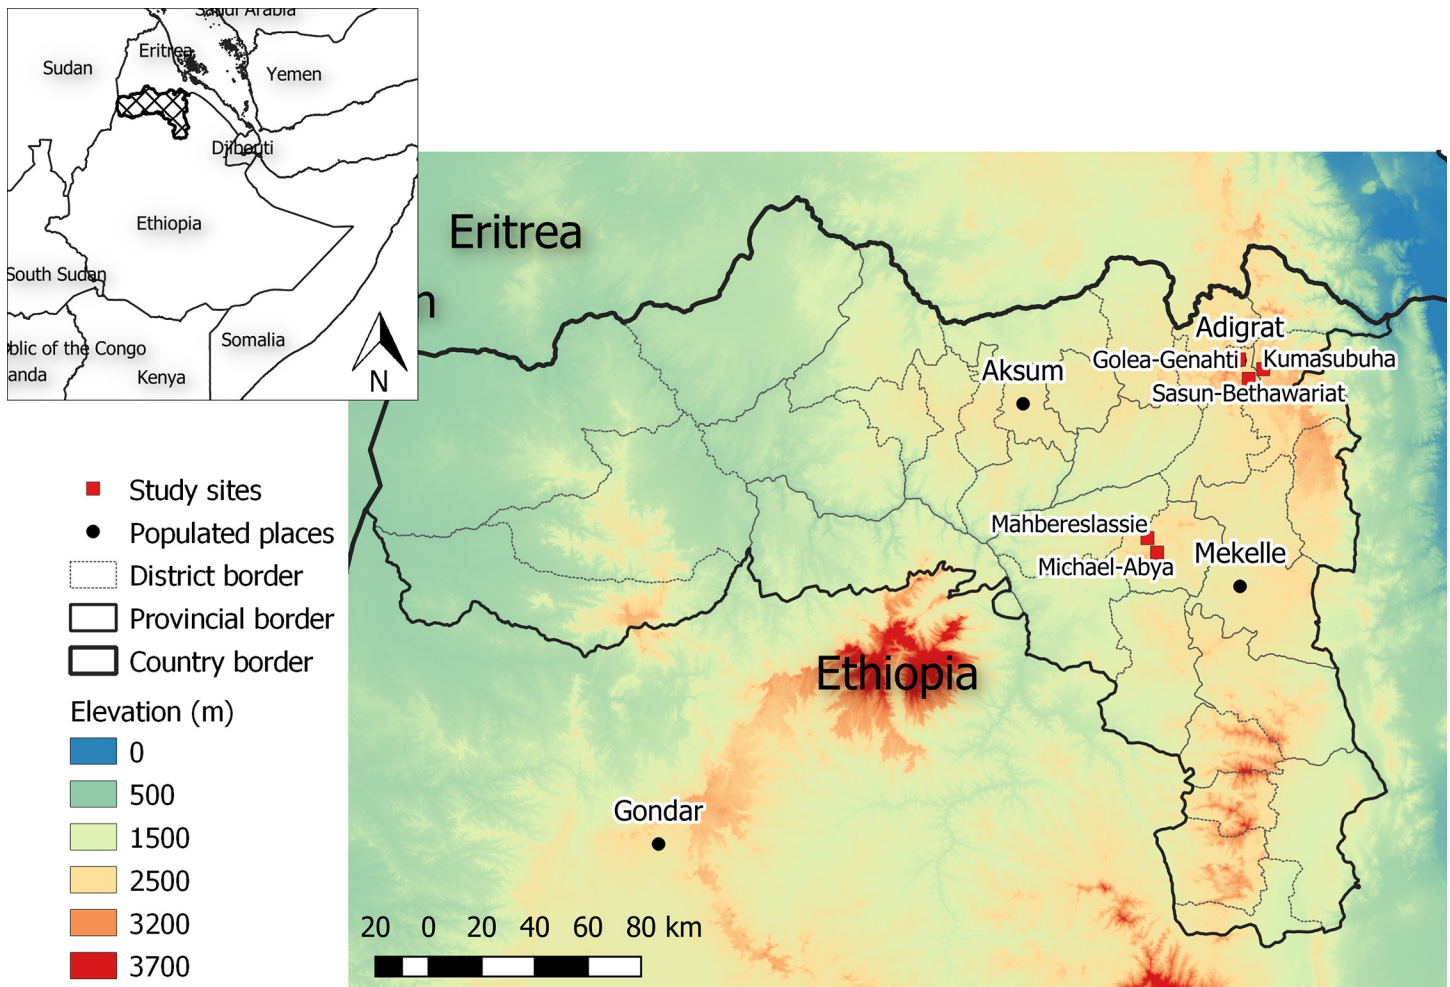 Saudi Arabia
Eritrea
Sudan
Yemen
Djibouti
Ethiopia
South Sudan
Somalia
blic of the Congo
anda
Kenya
N
Eritrea
n
Adigrat
Golea-Genahti
Kumasubuha
Aksum
Sasun-Bethawariat
Mahbereslassie
Mekelle
Michael-Abya
Ethiopia
Gondar
Study sites
Populated places
District border
Provincial border
Country border
Elevation (m)
0
500
1500
2500
3200
3700
20 0 20 40 60 80 km